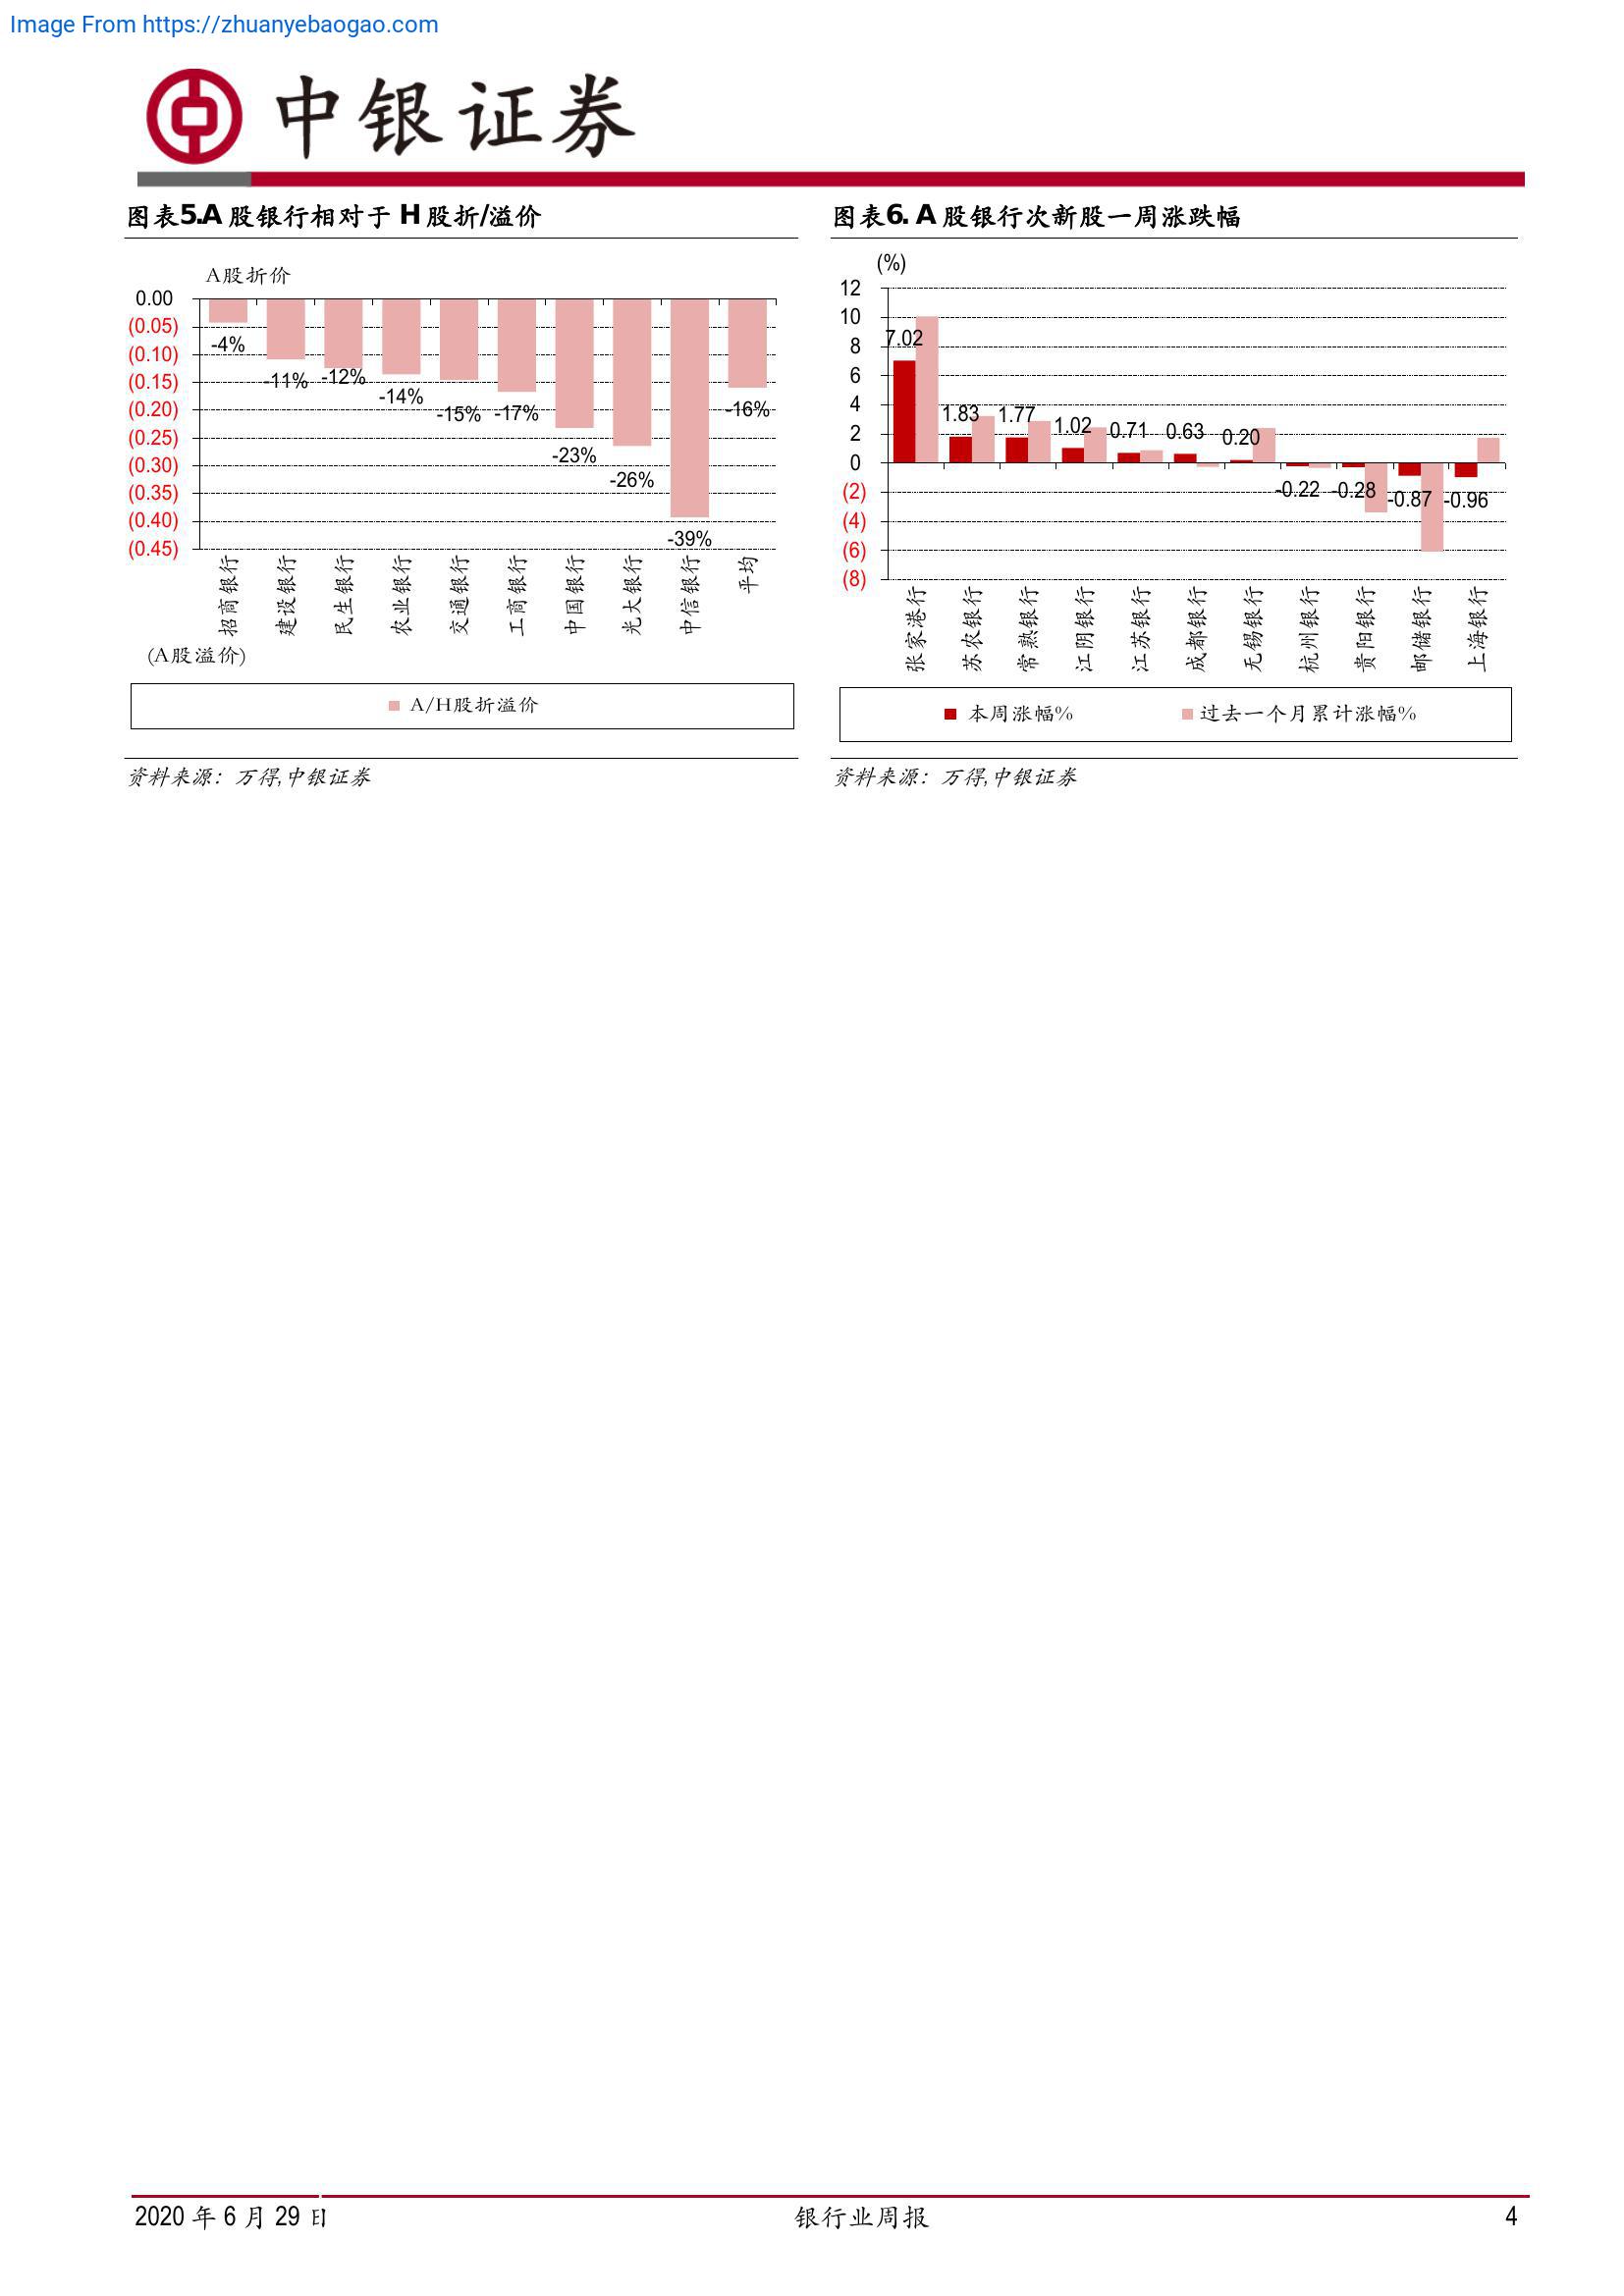 Image From https://zhuanyebaogao.com
中银证券
图表5.A 股银行相对于 H 股折/溢价
A股折价
0.00
(0.05)
(0.10)
(0.15)
(0.20)
(0.25)
(0.30)
(0.35)
(0.40)
(0.45)
-4%
-11%
-12%
-14%
-15%
-17%
-23%
-26%
-39%
-16%
招商银行
建设银行
民生银行
农业银行
交通银行
工商银行
中国银行
光大银行
中信银行
平均
(A股溢价)
A/H股折溢价
资料来源：万得,中银证券
图表6. A 股银行次新股一周涨跌幅
(%)
12
10
8
6
4
2
0
(2)
(4)
(6)
(8)
7.02
1.83
1.77
1.02
0.71
0.63
0.20
-0.22
-0.28
-0.87
-0.96
张家港行
苏农银行
常熟银行
江阴银行
江苏银行
成都银行
无锡银行
杭州银行
贵阳银行
邮储银行
上海银行
本周涨幅%
过去一个月累计涨幅%
资料来源：万得,中银证券
2020 年 6 月 29 日
银行业周报
4